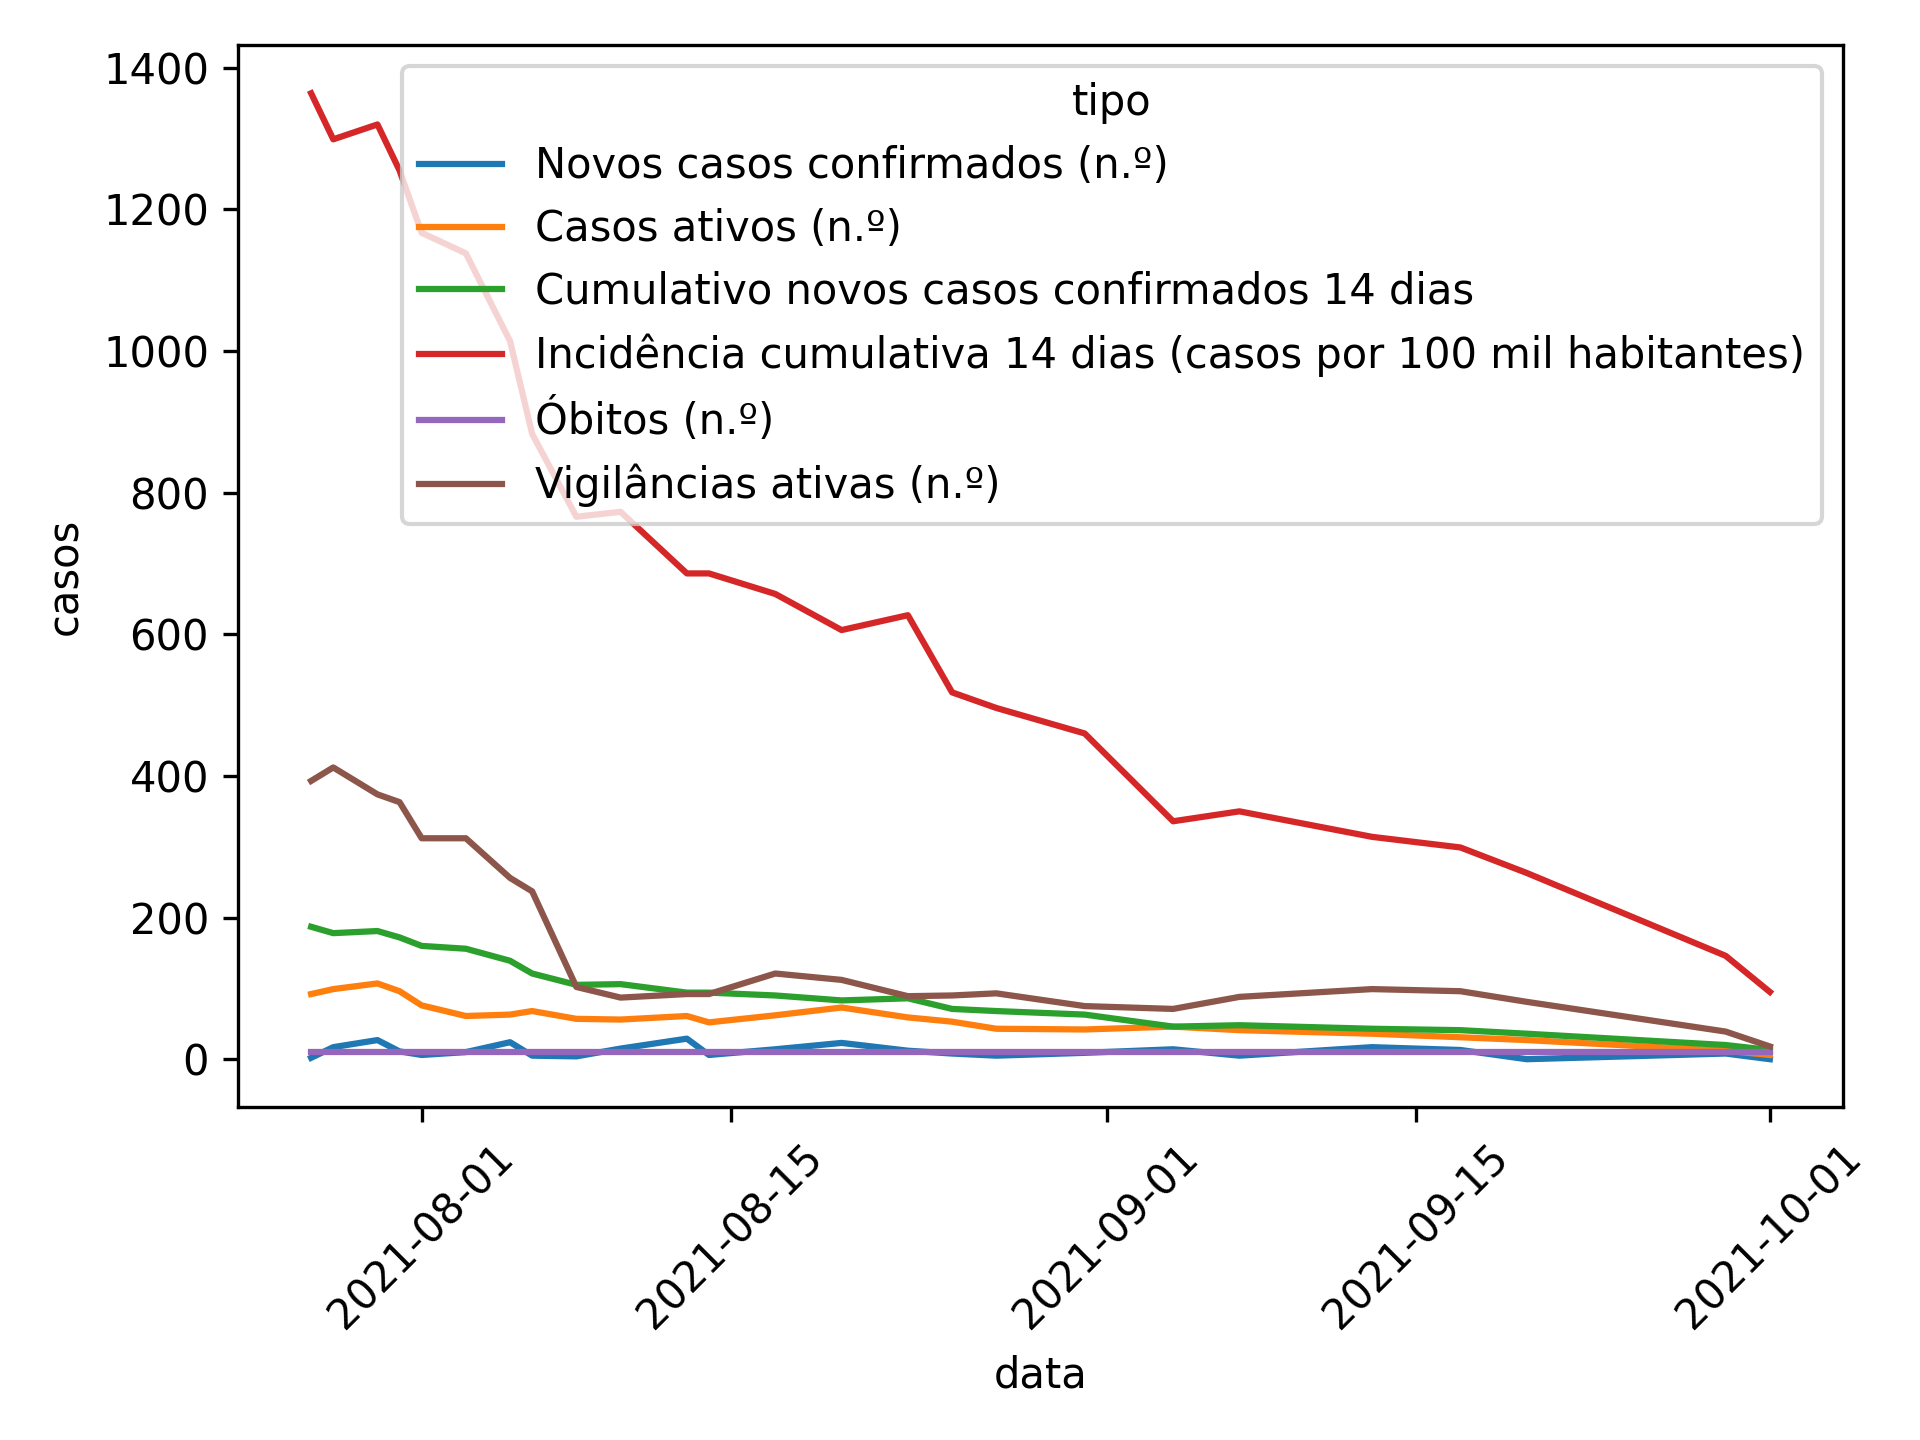 1400
1200
1000
800
600
400
200
0
casos
tipo
Novos casos confirmados (n.º)
Casos ativos (n.º)
Cumulativo novos casos confirmados 14 dias
Incidência cumulativa 14 dias (casos por 100 mil habitantes)
Óbitos (n.º)
Vigilâncias ativas (n.º)
2021-08-01
2021-08-15
2021-09-01
2021-09-15
2021-10-01
data